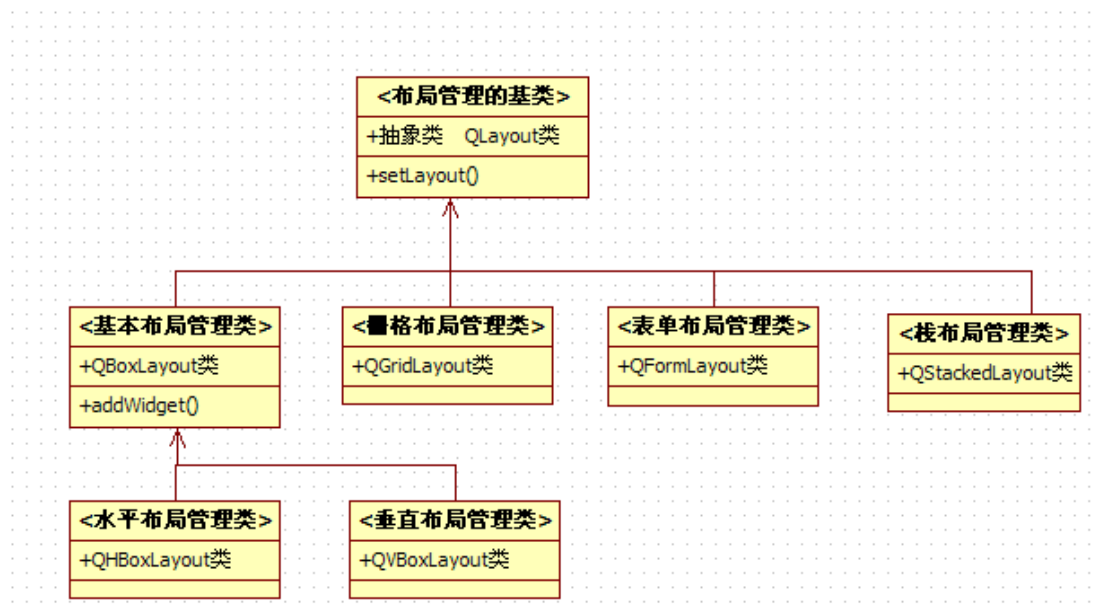 <布局管理的基类>
+抽象类 QLayout类
+setLayout()
<基本布局管理类>
+QBoxLayout类
+addWidget()
<格布局管理类>
+QGridLayout类
<表单布局管理类>
+QFormLayout类
<栈布局管理类>
+QStackedLayout类
<水平布局管理类>
+QHBoxLayout类
<垂直布局管理类>
+QVBoxLayout类